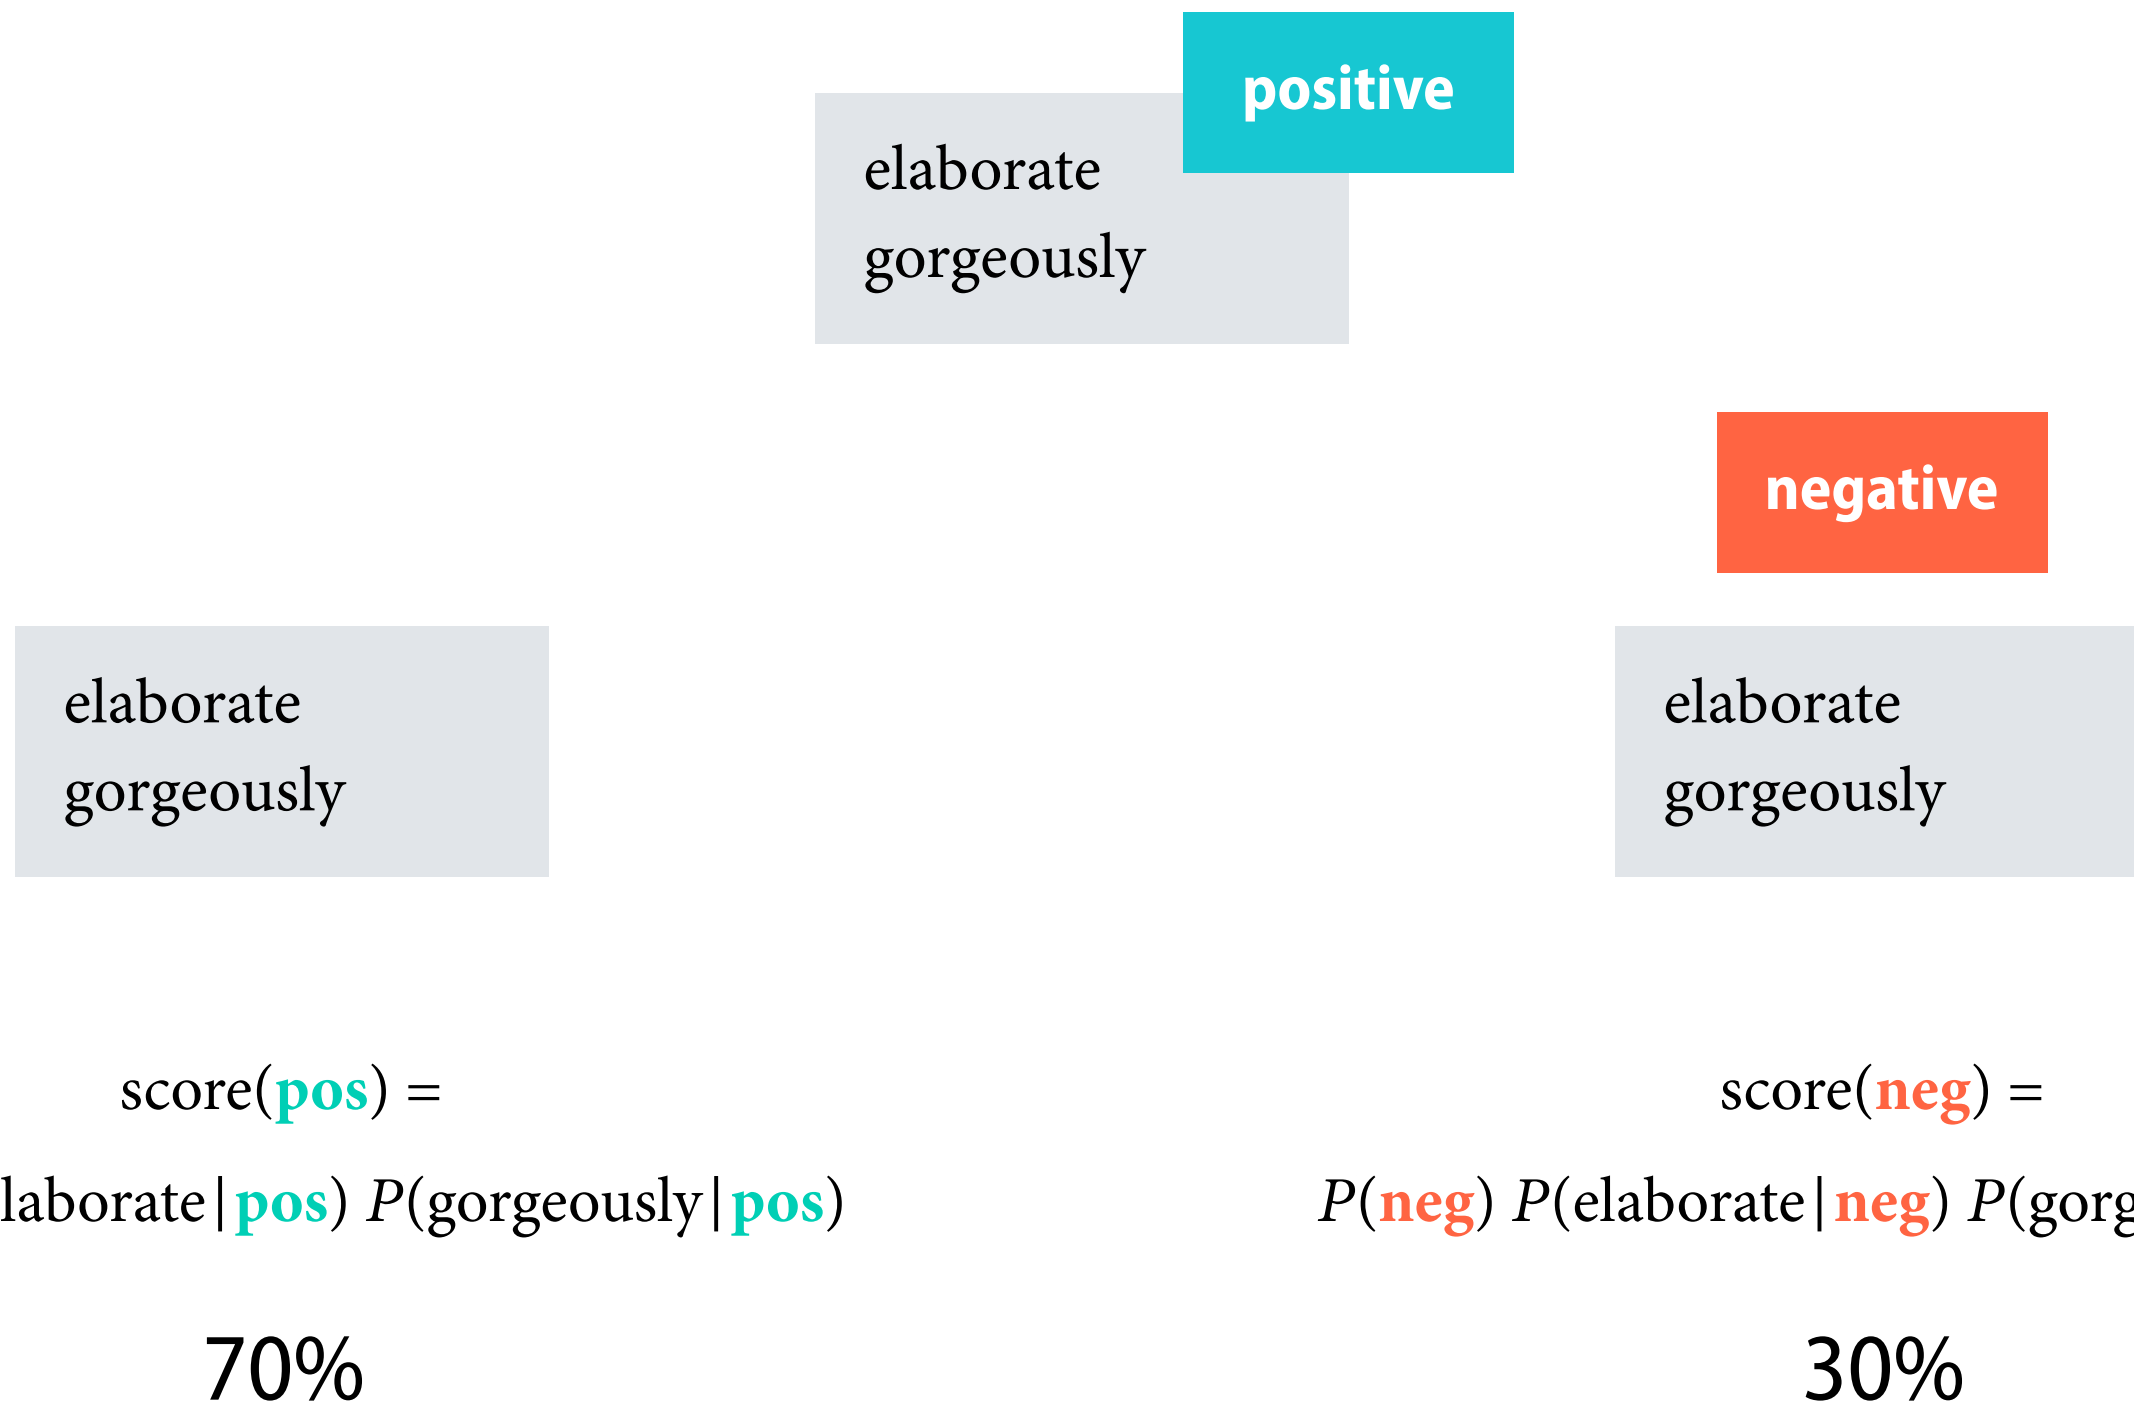 positive
elaborate
gorgeously
negative
elaborate
gorgeously
elaborate
gorgeously
score(pos) =
laborate|pos) P(gorgeously|pos)
70%
score(neg) =
P(neg) P(elaborate|neg) P(gorg
30%